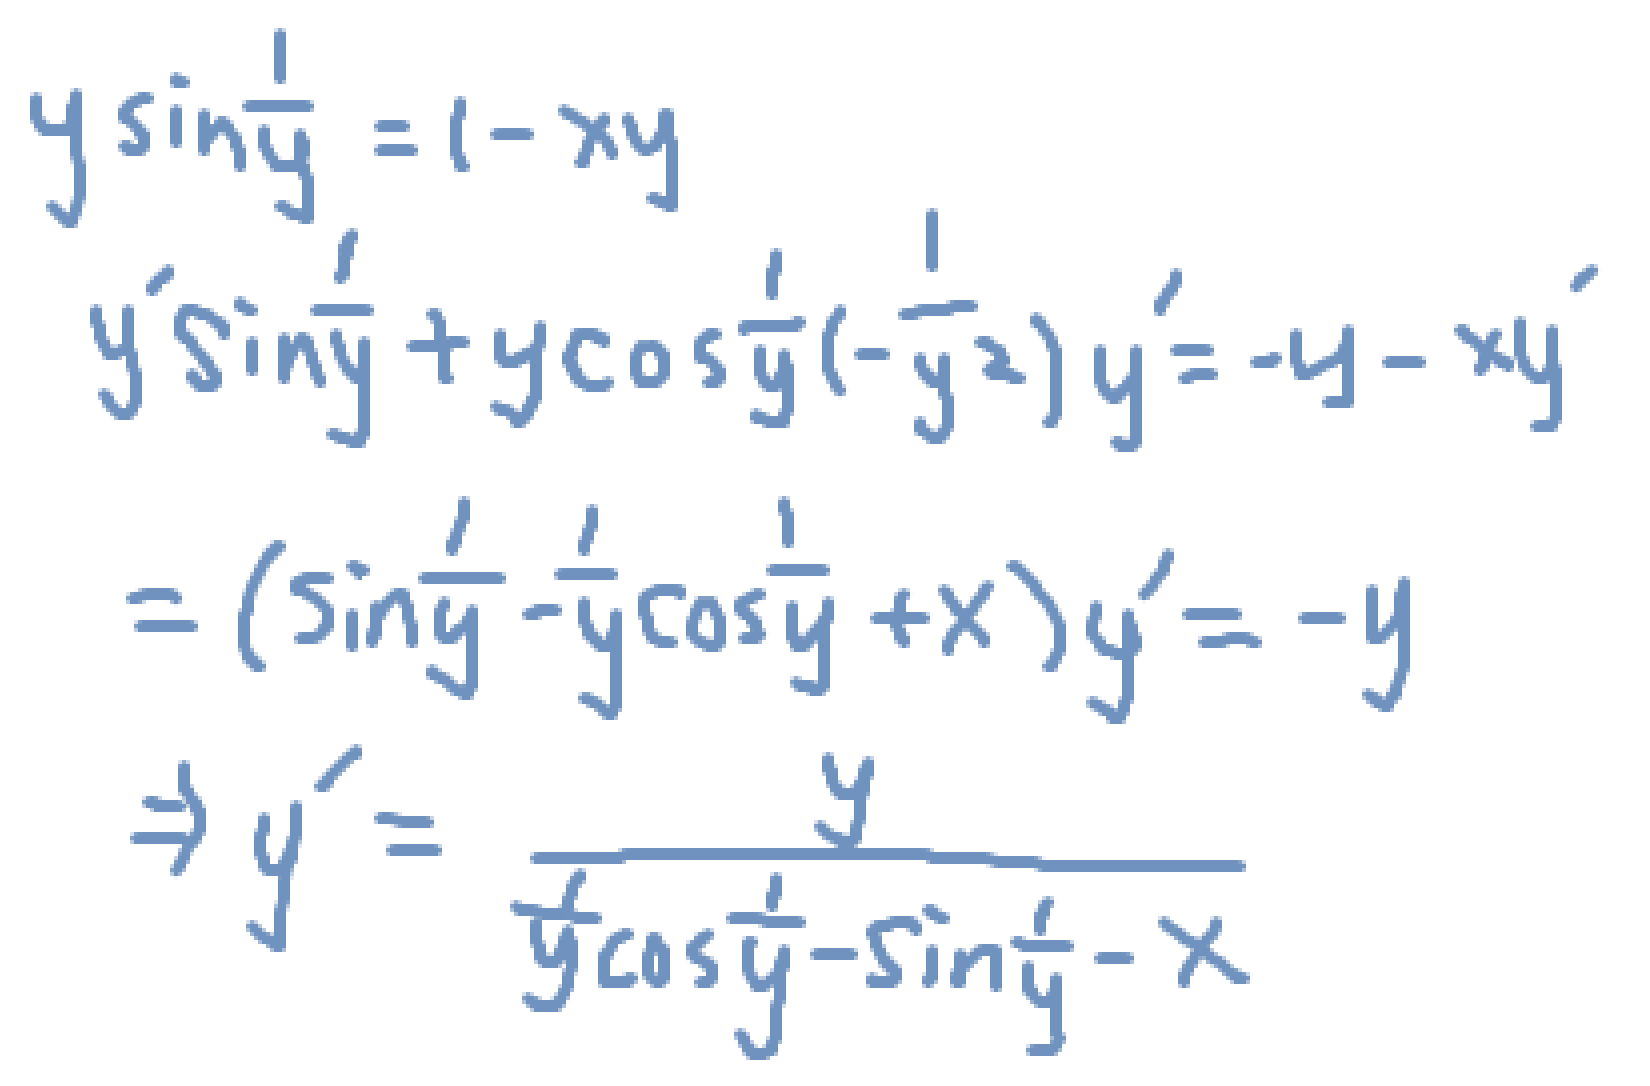 y sin 1/y = 1 - xy
y′ sin 1/y + y cos 1/y (- 1/y²) y′ = -y - xy′
= (sin 1/y - 1/y cos 1/y + x) y′ = -y
⇒ y′ = y / (1/y cos 1/y - sin 1/y - x)